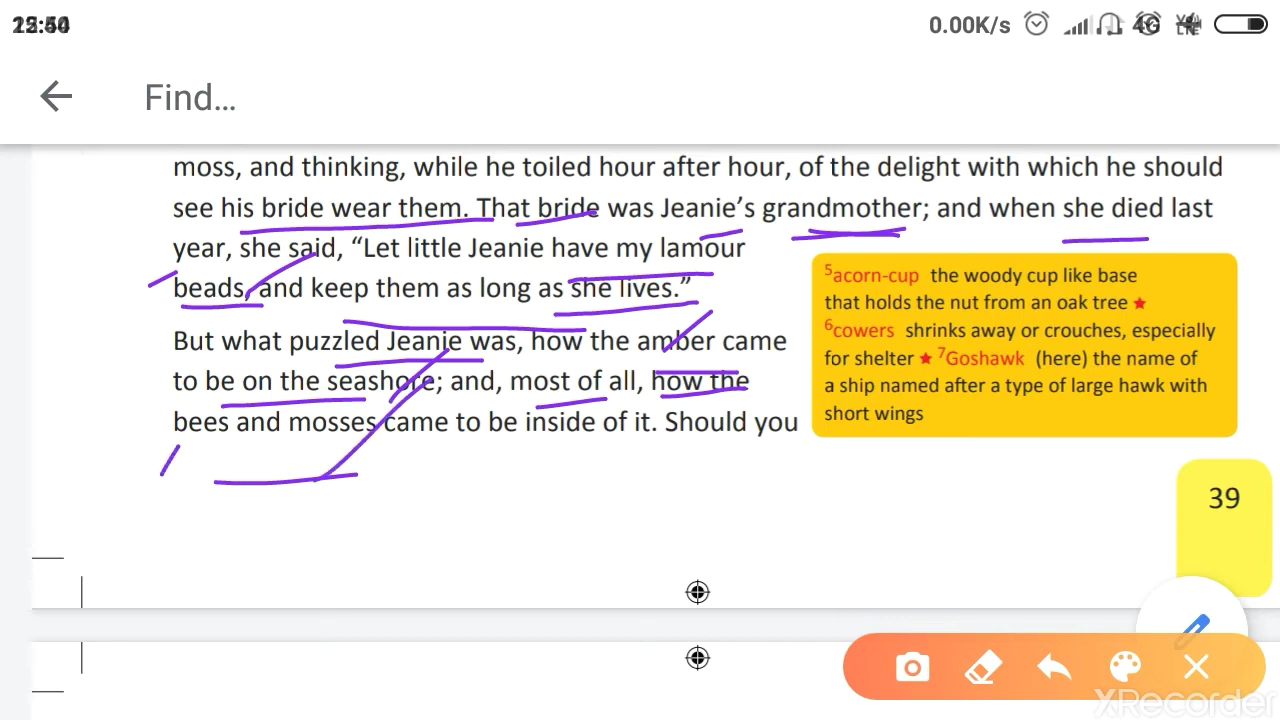 0.00K/s 4G
Find...
moss, and thinking, while he toiled hour after hour, of the delight with which he should
see his bride wear them. That bride was Jeanie's grandmother; and when she died last
year, she said, “Let little Jeanie have my lamour
beads, and keep them as long as she lives.”
But what puzzled Jeanie was, how the amber came
to be on the seashore; and, most of all, how the
bees and mosses came to be inside of it. Should you
5acorn-cup the woody cup like base
that holds the nut from an oak tree ★
6cowers shrinks away or crouches, especially
for shelter ★ 7Goshawk (here) the name of
a ship named after a type of large hawk with
short wings
39
XRecorder